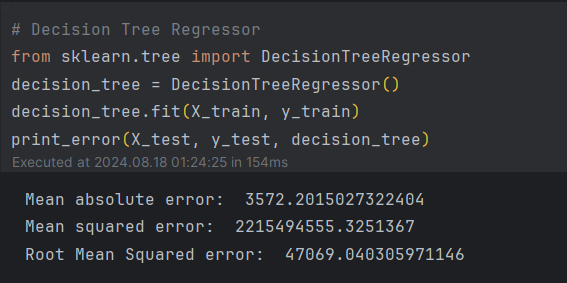 # Decision Tree Regressor
from sklearn.tree import DecisionTreeRegressor
decision_tree = DecisionTreeRegressor()
decision_tree.fit(X_train, y_train)
print_error(X_test, y_test, decision_tree)
Executed at 2024.08.18 01:24:25 in 154ms
Mean absolute error:  3572.2015027322404
Mean squared error:  2215494555.3251367
Root Mean Squared error:  47069.040305971146